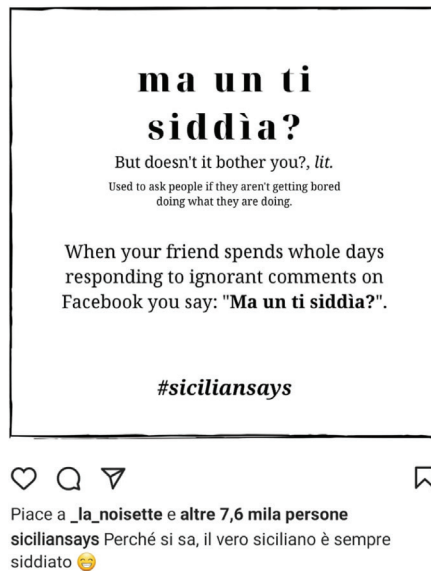 ma un ti
siddìa?
But doesn't it bother you?, lit.
Used to ask people if they aren't getting bored
doing what they are doing.
When your friend spends whole days
responding to ignorant comments on
Facebook you say: "Ma un ti siddìa?".
#siciliansays
Piace a _la_noisette e altre 7,6 mila persone
siciliansays Perché si sa, il vero siciliano è sempre
siddiato 😁